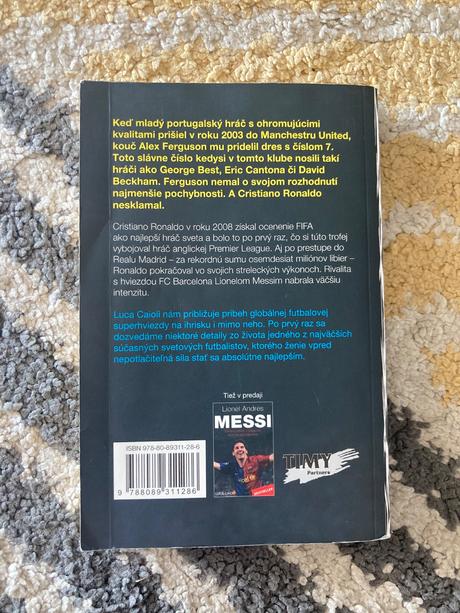 Keď mladý portugalský hráč s ohromujúcimi
kvalitami prišiel v roku 2003 do Manchestru United,
kouč Alex Ferguson mu pridelil dres s číslom 7.
Toto slávne číslo kedysi v tomto klube nosili takí
hráči ako George Best, Eric Cantona či David
Beckham. Ferguson nemal o svojom rozhodnutí
najmenšie pochybnosti. A Cristiano Ronaldo
nesklamal.
Cristiano Ronaldo v roku 2008 získal ocenenie FIFA
ako najlepší hráč sveta a bolo to po prvý raz, čo si túto trofej
vybojoval hráč anglickej Premier League. Aj po prestupe do
Realu Madrid – za rekordnú sumu osemdesiat miliónov libier –
Ronaldo pokračoval vo svojich streleckých výkonoch. Rivalita
s hviezdou FC Barcelona Lionelom Messim nabrala väčšiu
intenzitu.
Luca Caioli nám približuje príbeh globálnej futbalovej
superhviezdy na ihrisku i mimo neho. Po prvý raz sa
dozvedáme niektoré detaily zo života jedného z najväčších
súčasných svetových futbalistov, ktorého ženie vpred
nepotlačiteľná sila stať sa absolútne najlepším.
Tiež v predaji
Lionel Andres
MESSI
LUCA CAIOLI
BESTSELLER
ISBN 978-80-89311-28-6
9 788089 311286
TIMY
Partners